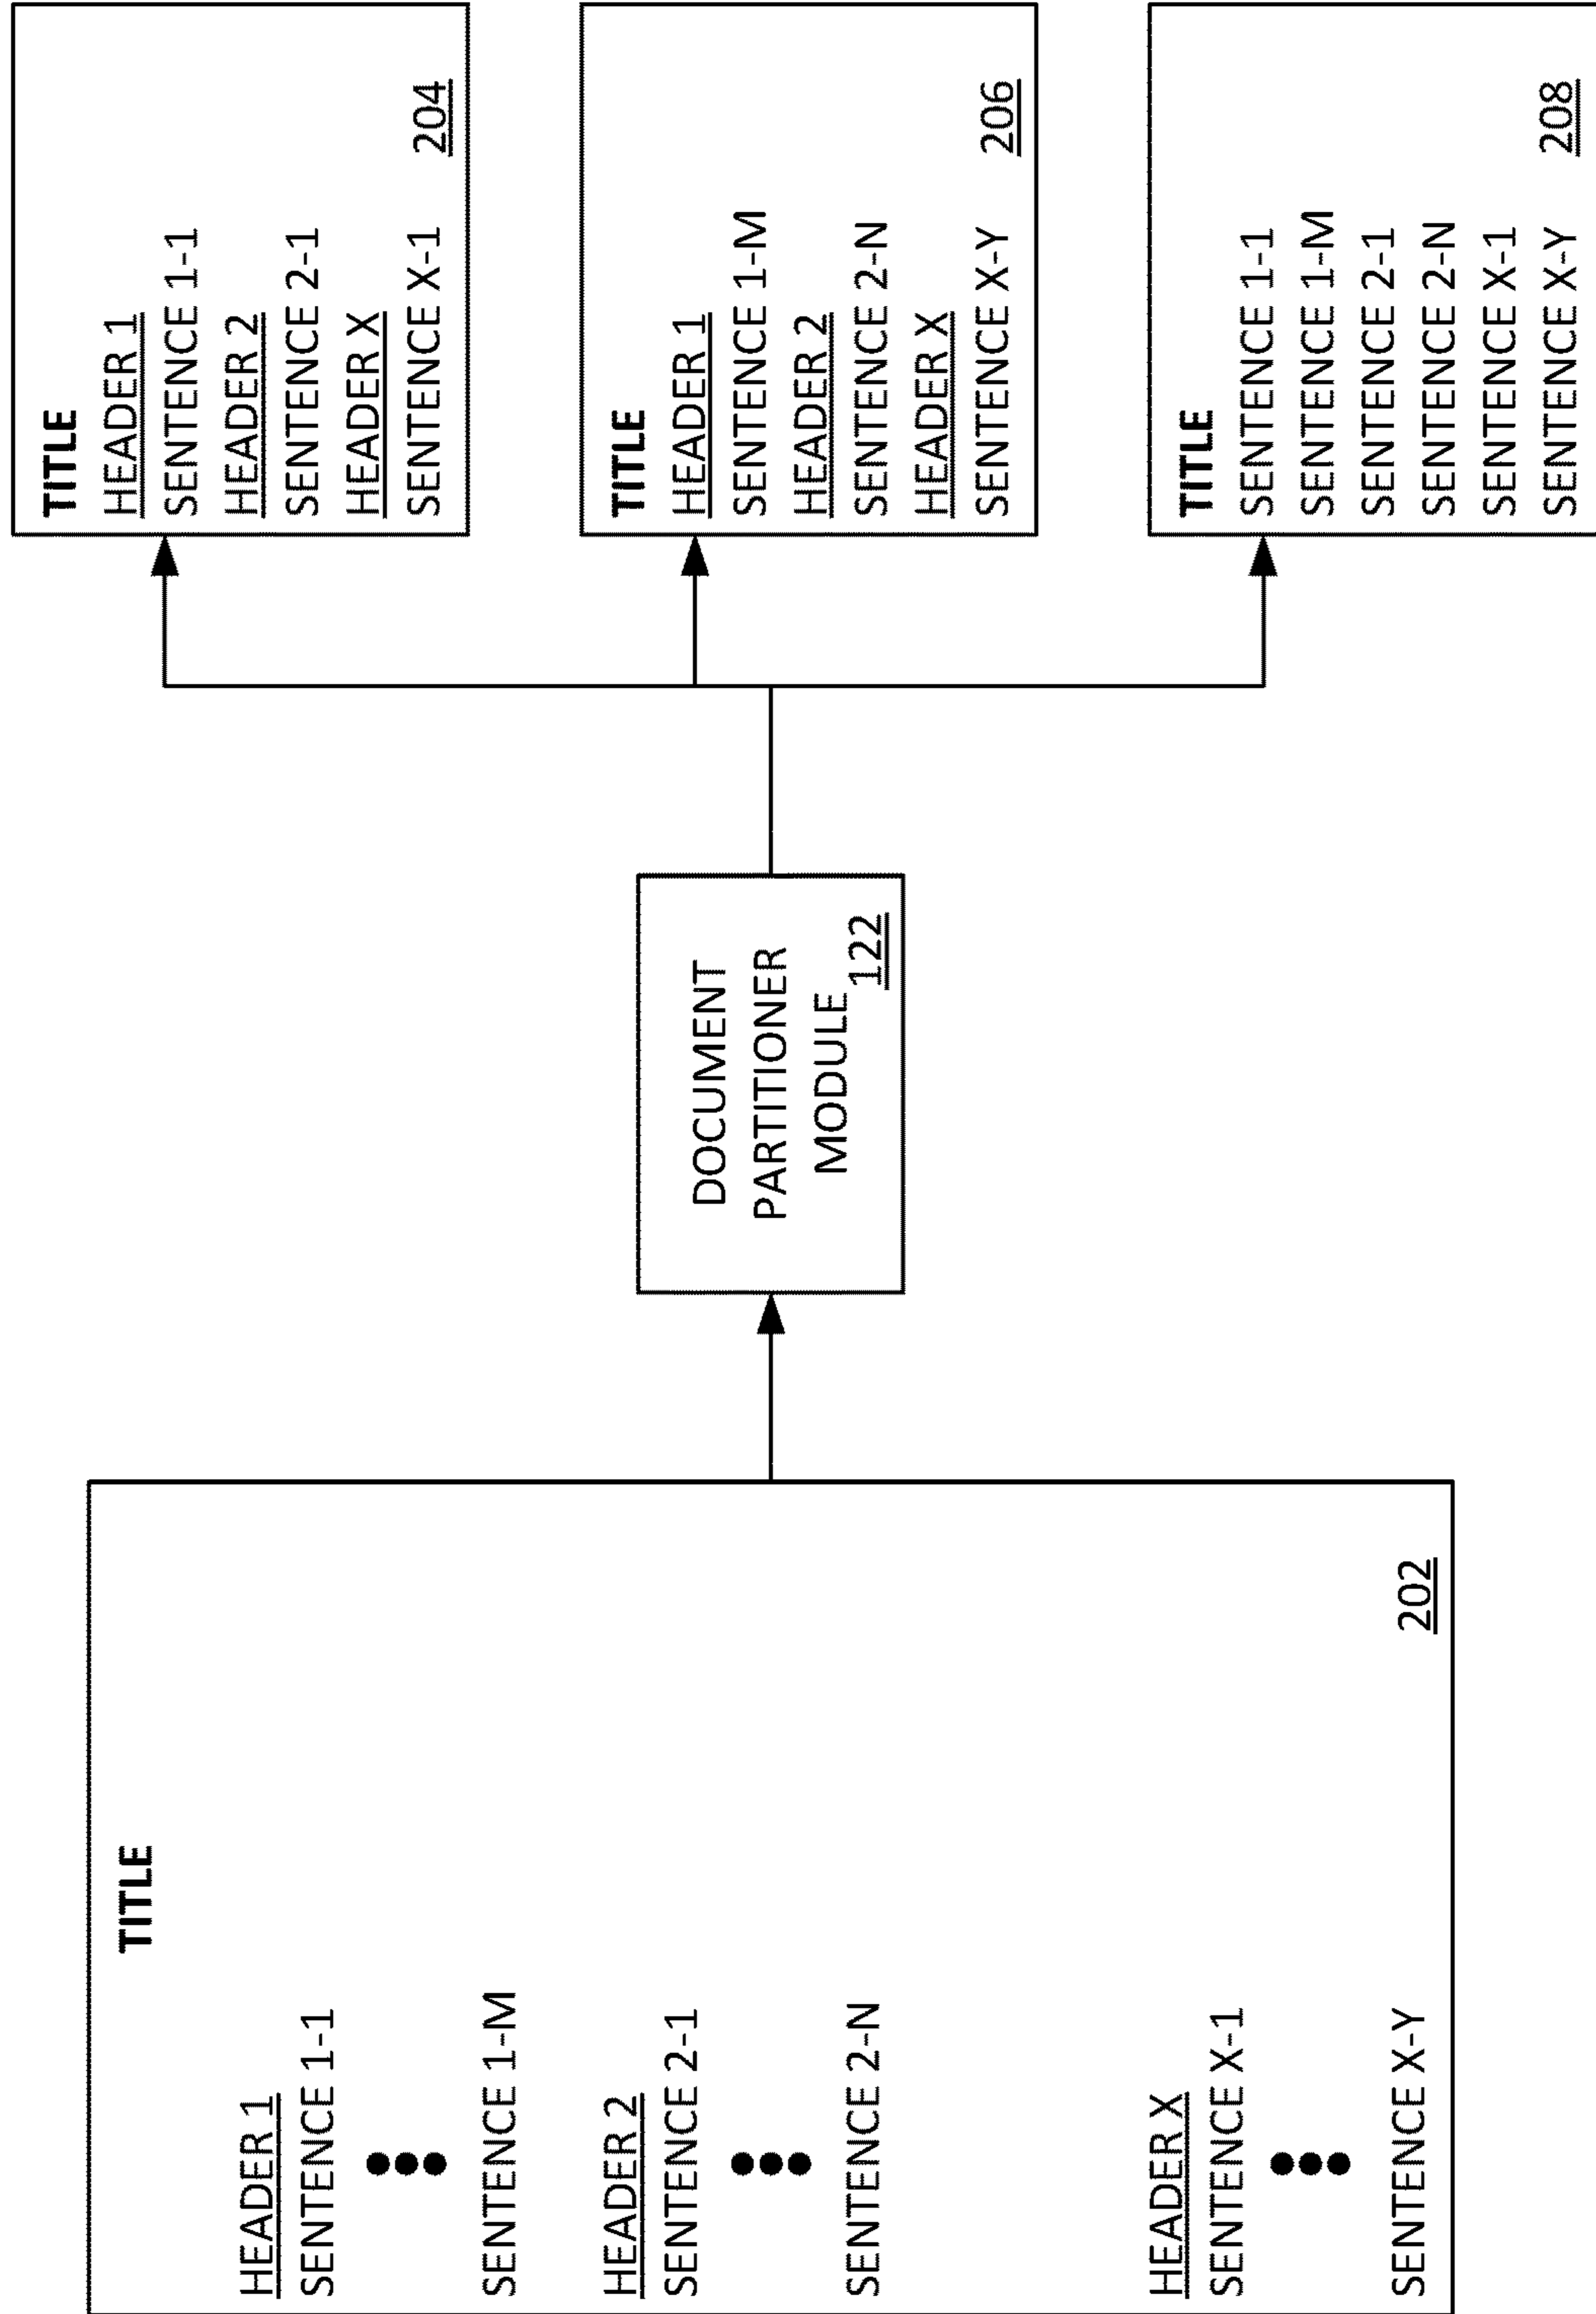 TITLE
HEADER 1
SENTENCE 1-1
SENTENCE 1-M
HEADER 2
SENTENCE 2-1
SENTENCE 2-N
HEADER X
SENTENCE X-1
SENTENCE X-Y
202
DOCUMENT
PARTITIONER
MODULE
122
TITLE
HEADER 1
SENTENCE 1-1
HEADER 2
SENTENCE 2-1
HEADER X
SENTENCE X-1
204
TITLE
HEADER 1
SENTENCE 1-M
HEADER 2
SENTENCE 2-N
HEADER X
SENTENCE X-Y
206
TITLE
SENTENCE 1-1
SENTENCE 1-M
SENTENCE 2-1
SENTENCE 2-N
SENTENCE X-1
SENTENCE X-Y
208